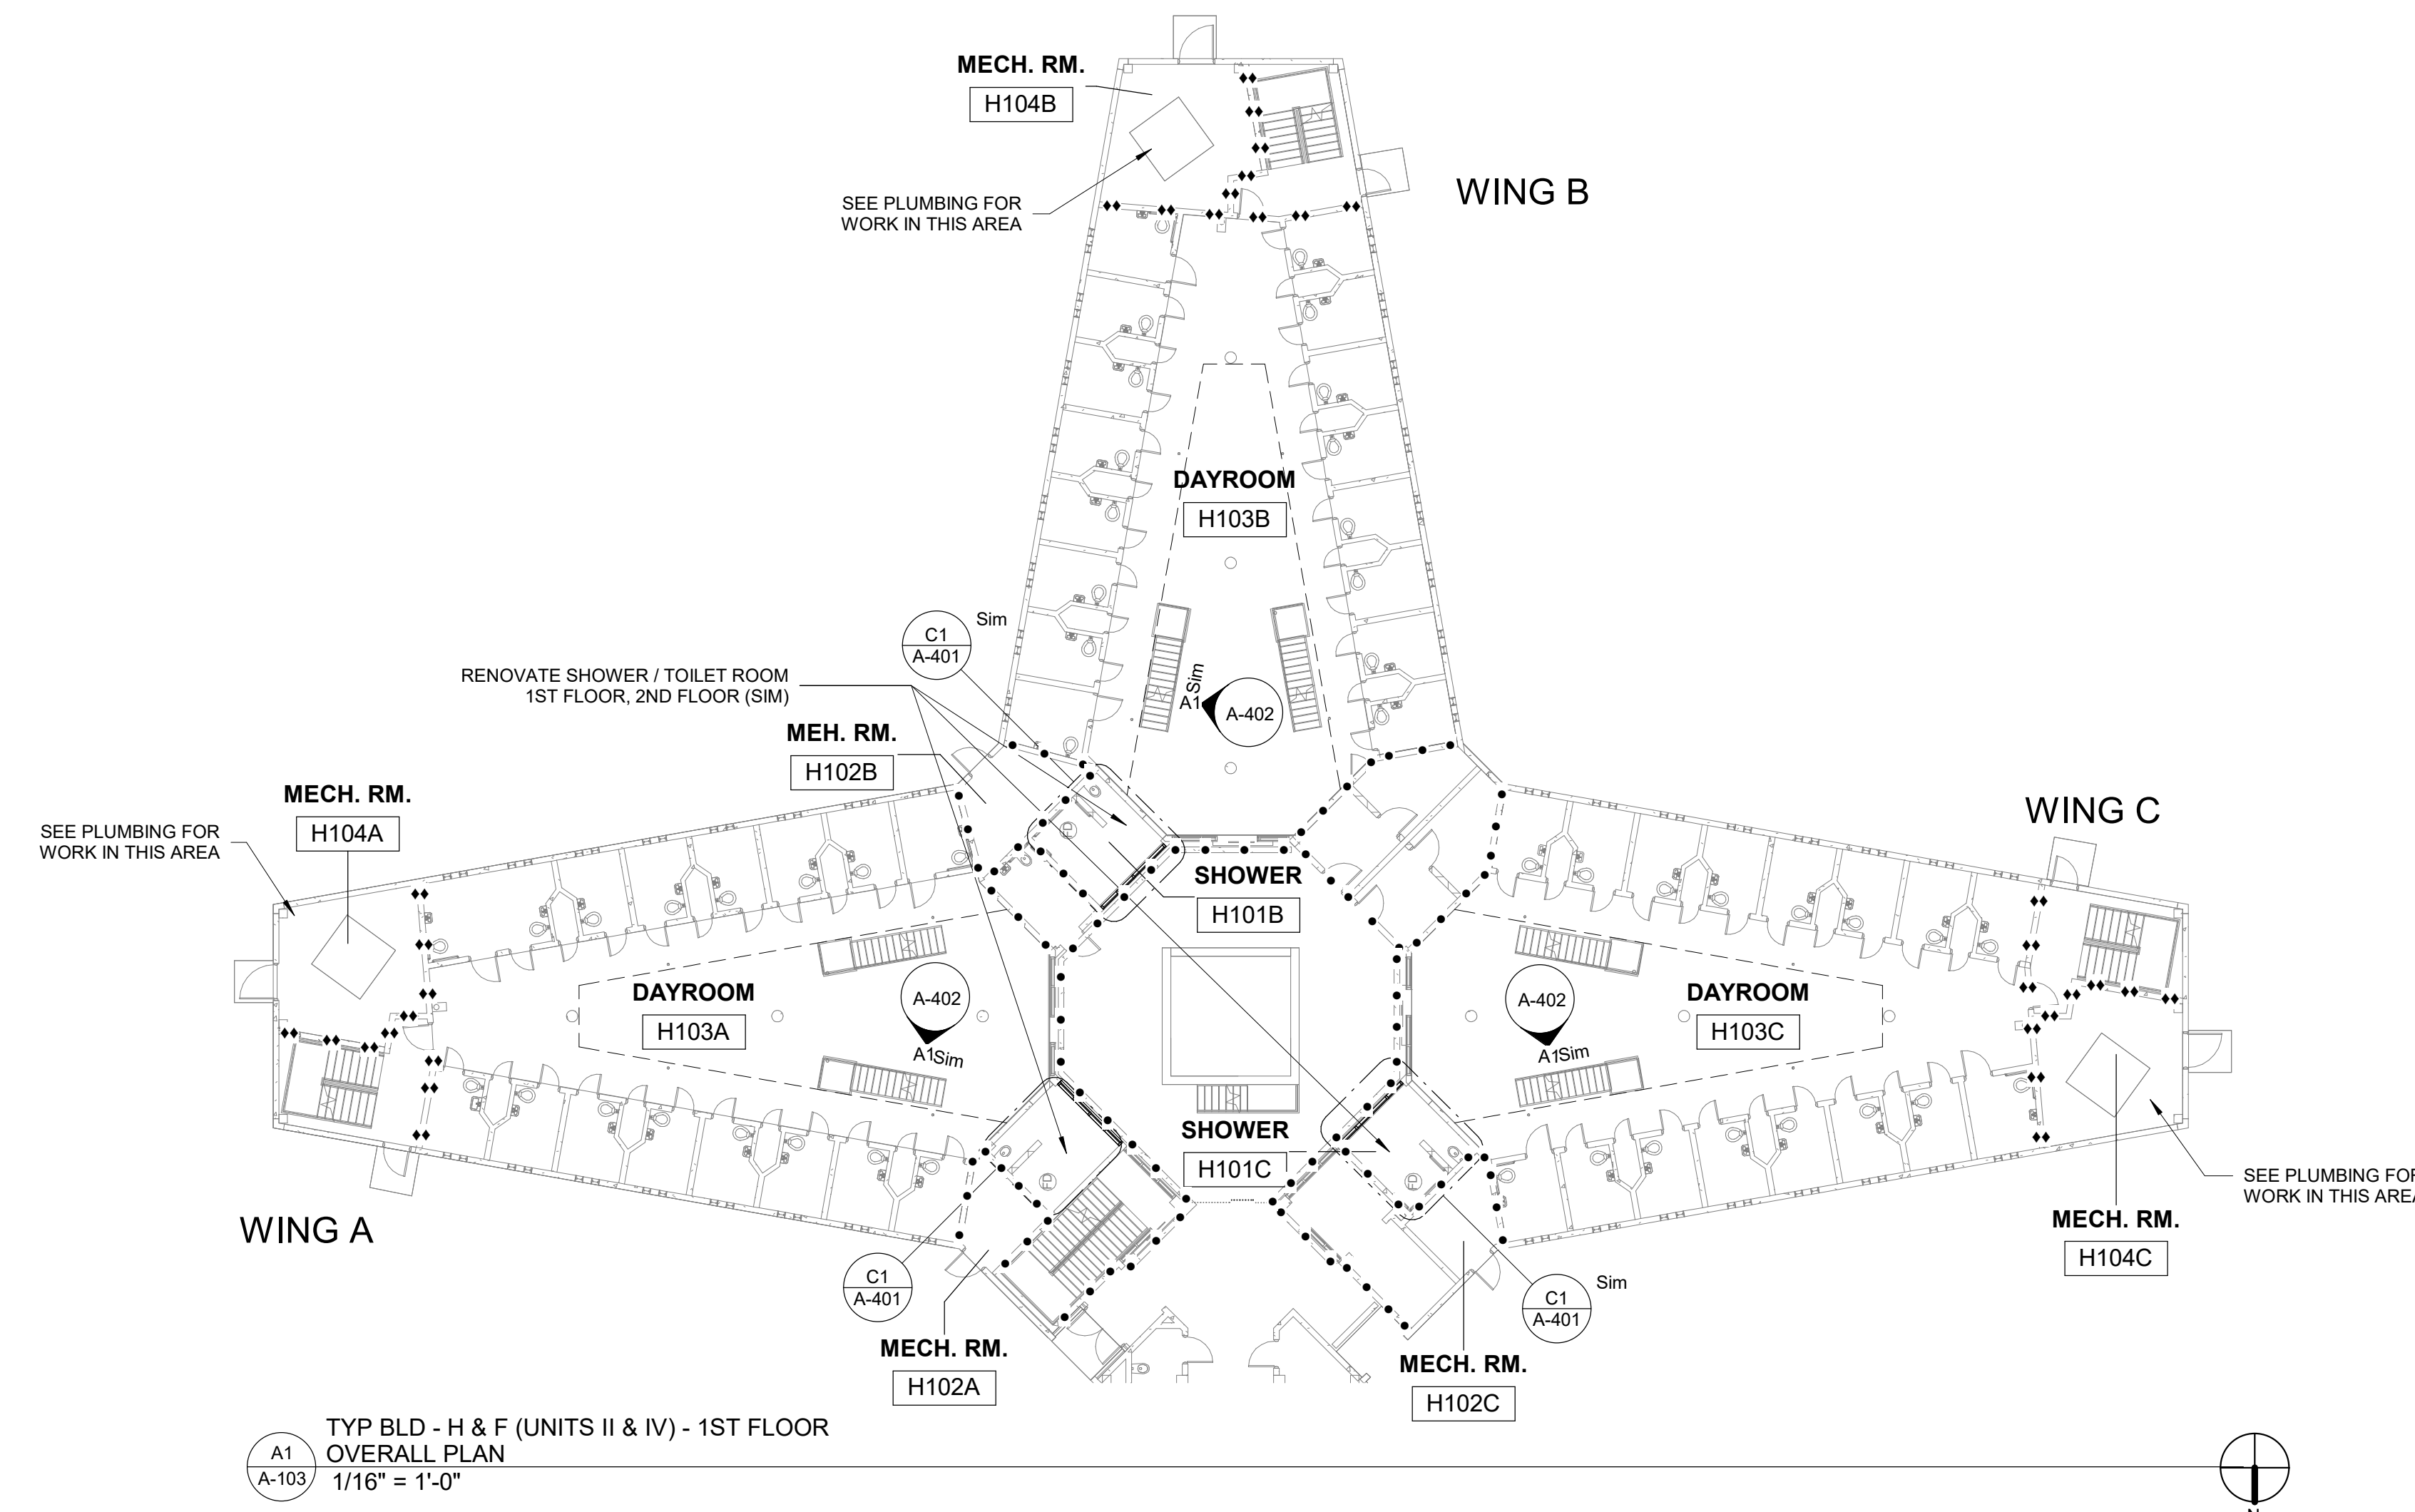 MECH. RM.
H104B
SEE PLUMBING FOR
WORK IN THIS AREA
WING B
DAYROOM
H103B
C1
A-401
Sim
RENOVATE SHOWER / TOILET ROOM
1ST FLOOR, 2ND FLOOR (SIM)
A1
Sim
A-402
MEH. RM.
H102B
MECH. RM.
H104A
SEE PLUMBING FOR
WORK IN THIS AREA
WING C
FD
SHOWER
H101B
DAYROOM
H103A
A-402
A1
Sim
A-402
A1
Sim
DAYROOM
H103C
SHOWER
H101C
FD
FD
WING A
SEE PLUMBING FOR
WORK IN THIS AREA
MECH. RM.
H104C
C1
A-401
C1
A-401
Sim
MECH. RM.
H102A
MECH. RM.
H102C
A1
A-103
TYP BLD - H & F (UNITS II & IV) - 1ST FLOOR
OVERALL PLAN
1/16" = 1'-0"
N